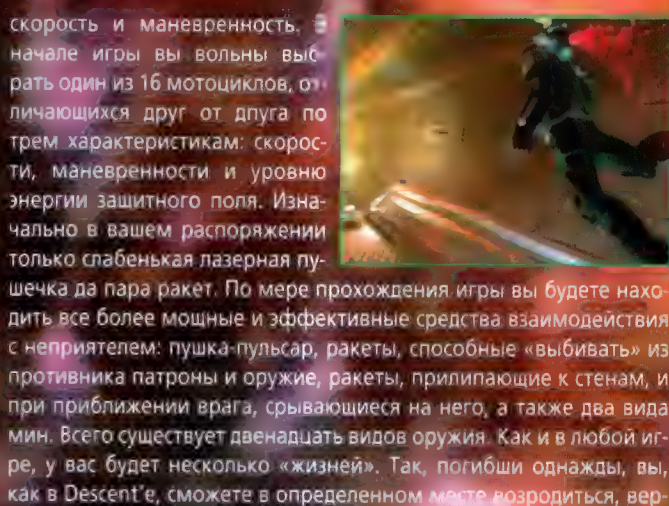 скорость и маневренность. В
начале игры вы вольны выб-
рать один из 16 мотоциклов, от-
личающихся друг от друга по
трем характеристикам: скорос-
ти, маневренности и уровню
энергии защитного поля. Изна-
чально в вашем распоряжении
только слабенькая лазерная пу-
шечка да пара ракет. По мере прохождения игры вы будете нахо-
дить все более мощные и эффективные средства взаимодействия
с неприятелем: пушка-пульсар, ракеты, способные «выбивать» из
противника патроны и оружие, ракеты, прилипающие к стенам, и
при приближении врага, срывающиеся на него, а также два вида
мин. Всего существует двенадцать видов оружия. Как и в любой иг-
ре, у вас будет несколько «жизней». Так, погибши однажды, вы,
как в Descent'е, сможете в определенном месте возродиться, вер-